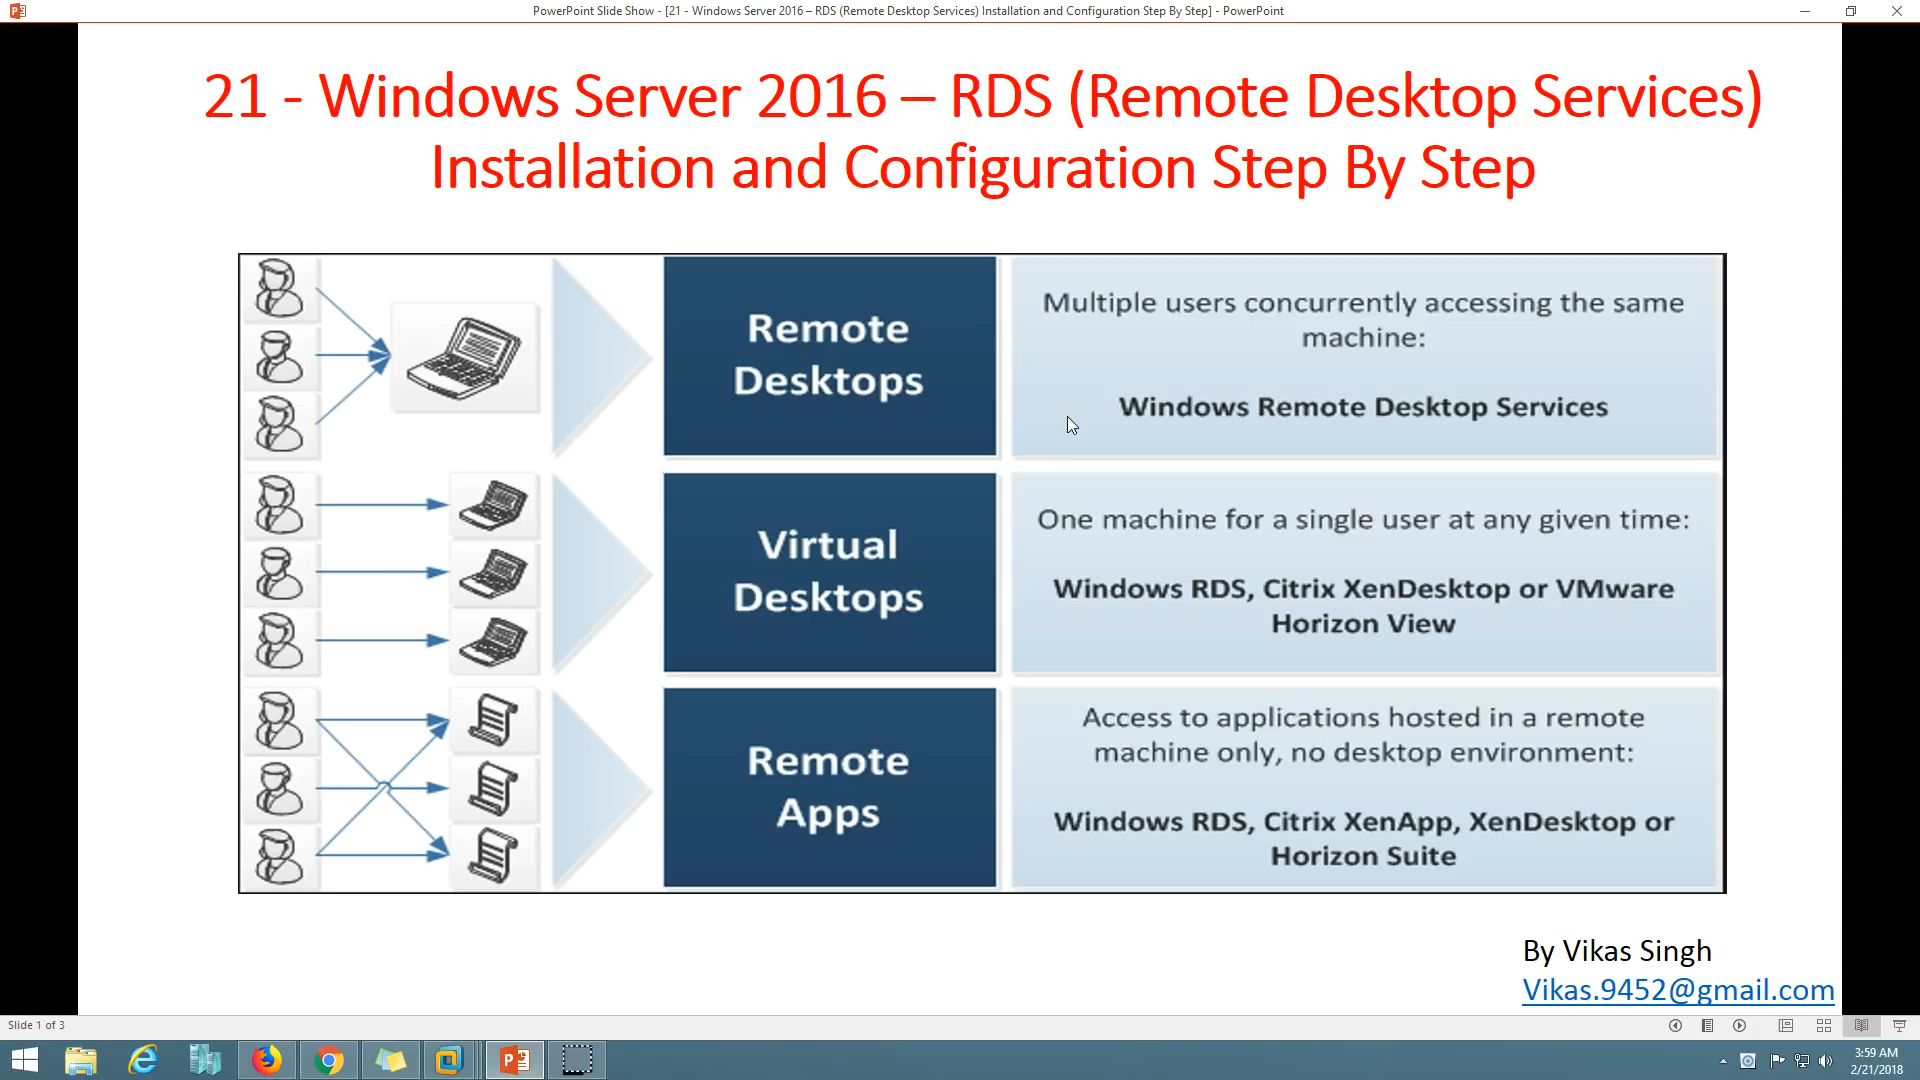 PowerPoint Slide Show - [21 - Windows Server 2016 – RDS (Remote Desktop Services) Installation and Configuration Step By Step] - PowerPoint
21 - Windows Server 2016 – RDS (Remote Desktop Services)
Installation and Configuration Step By Step
Remote
Desktops
Multiple users concurrently accessing the same
machine:
Windows Remote Desktop Services
Virtual
Desktops
One machine for a single user at any given time:
Windows RDS, Citrix XenDesktop or VMware
Horizon View
Remote
Apps
Access to applications hosted in a remote
machine only, no desktop environment:
Windows RDS, Citrix XenApp, XenDesktop or
Horizon Suite
By Vikas Singh
Vikas.9452@gmail.com
Slide 1 of 3
3:59 AM
2/21/2018